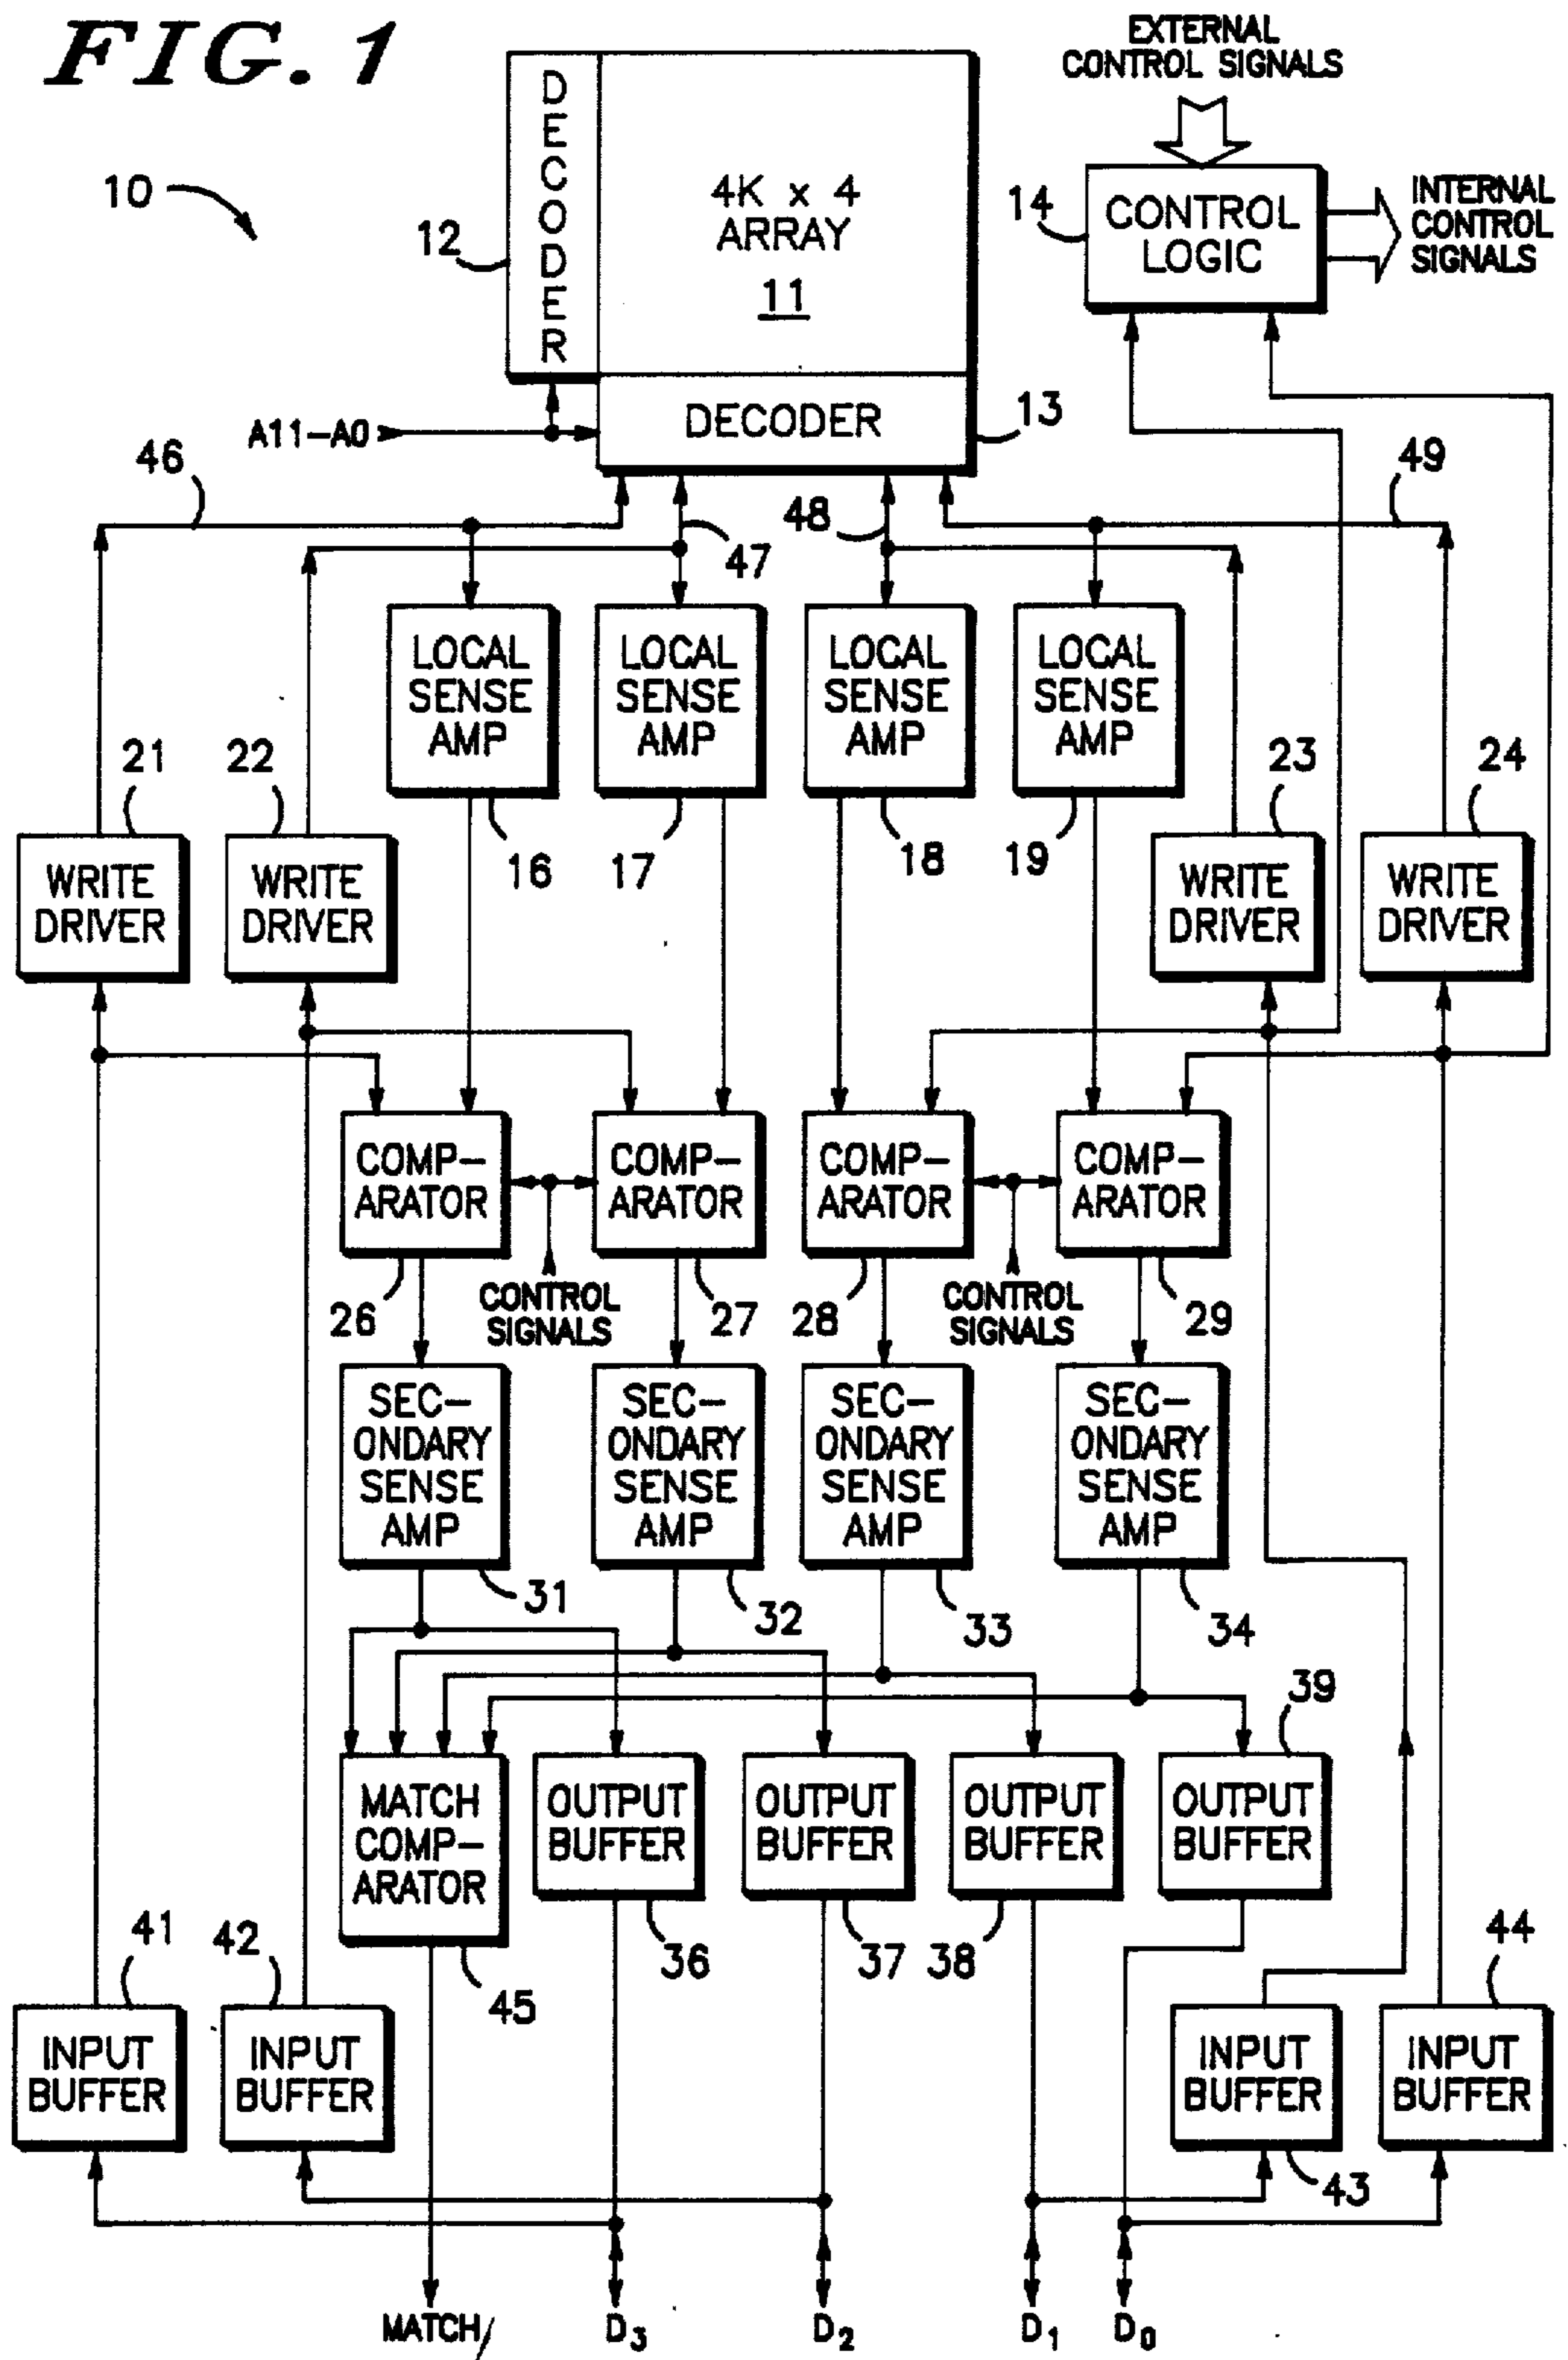 FIG. 1
EXTERNAL
CONTROL SIGNALS
10
12
DECODER
4K x 4
ARRAY
11
14
CONTROL
LOGIC
INTERNAL
CONTROL
SIGNALS
A11-A0
DECODER
13
46
47
48
49
LOCAL
SENSE
AMP
LOCAL
SENSE
AMP
LOCAL
SENSE
AMP
LOCAL
SENSE
AMP
21
22
23
24
16
17
18
19
WRITE
DRIVER
WRITE
DRIVER
WRITE
DRIVER
WRITE
DRIVER
COMP-
ARATOR
COMP-
ARATOR
COMP-
ARATOR
COMP-
ARATOR
26
CONTROL
SIGNALS
27
28
CONTROL
SIGNALS
29
SEC-
ONDARY
SENSE
AMP
SEC-
ONDARY
SENSE
AMP
SEC-
ONDARY
SENSE
AMP
SEC-
ONDARY
SENSE
AMP
31
32
33
34
39
MATCH
COMP-
ARATOR
OUTPUT
BUFFER
OUTPUT
BUFFER
OUTPUT
BUFFER
OUTPUT
BUFFER
41
42
45
36
37
38
44
INPUT
BUFFER
INPUT
BUFFER
INPUT
BUFFER
INPUT
BUFFER
43
MATCH/
D3
D2
D1
D0